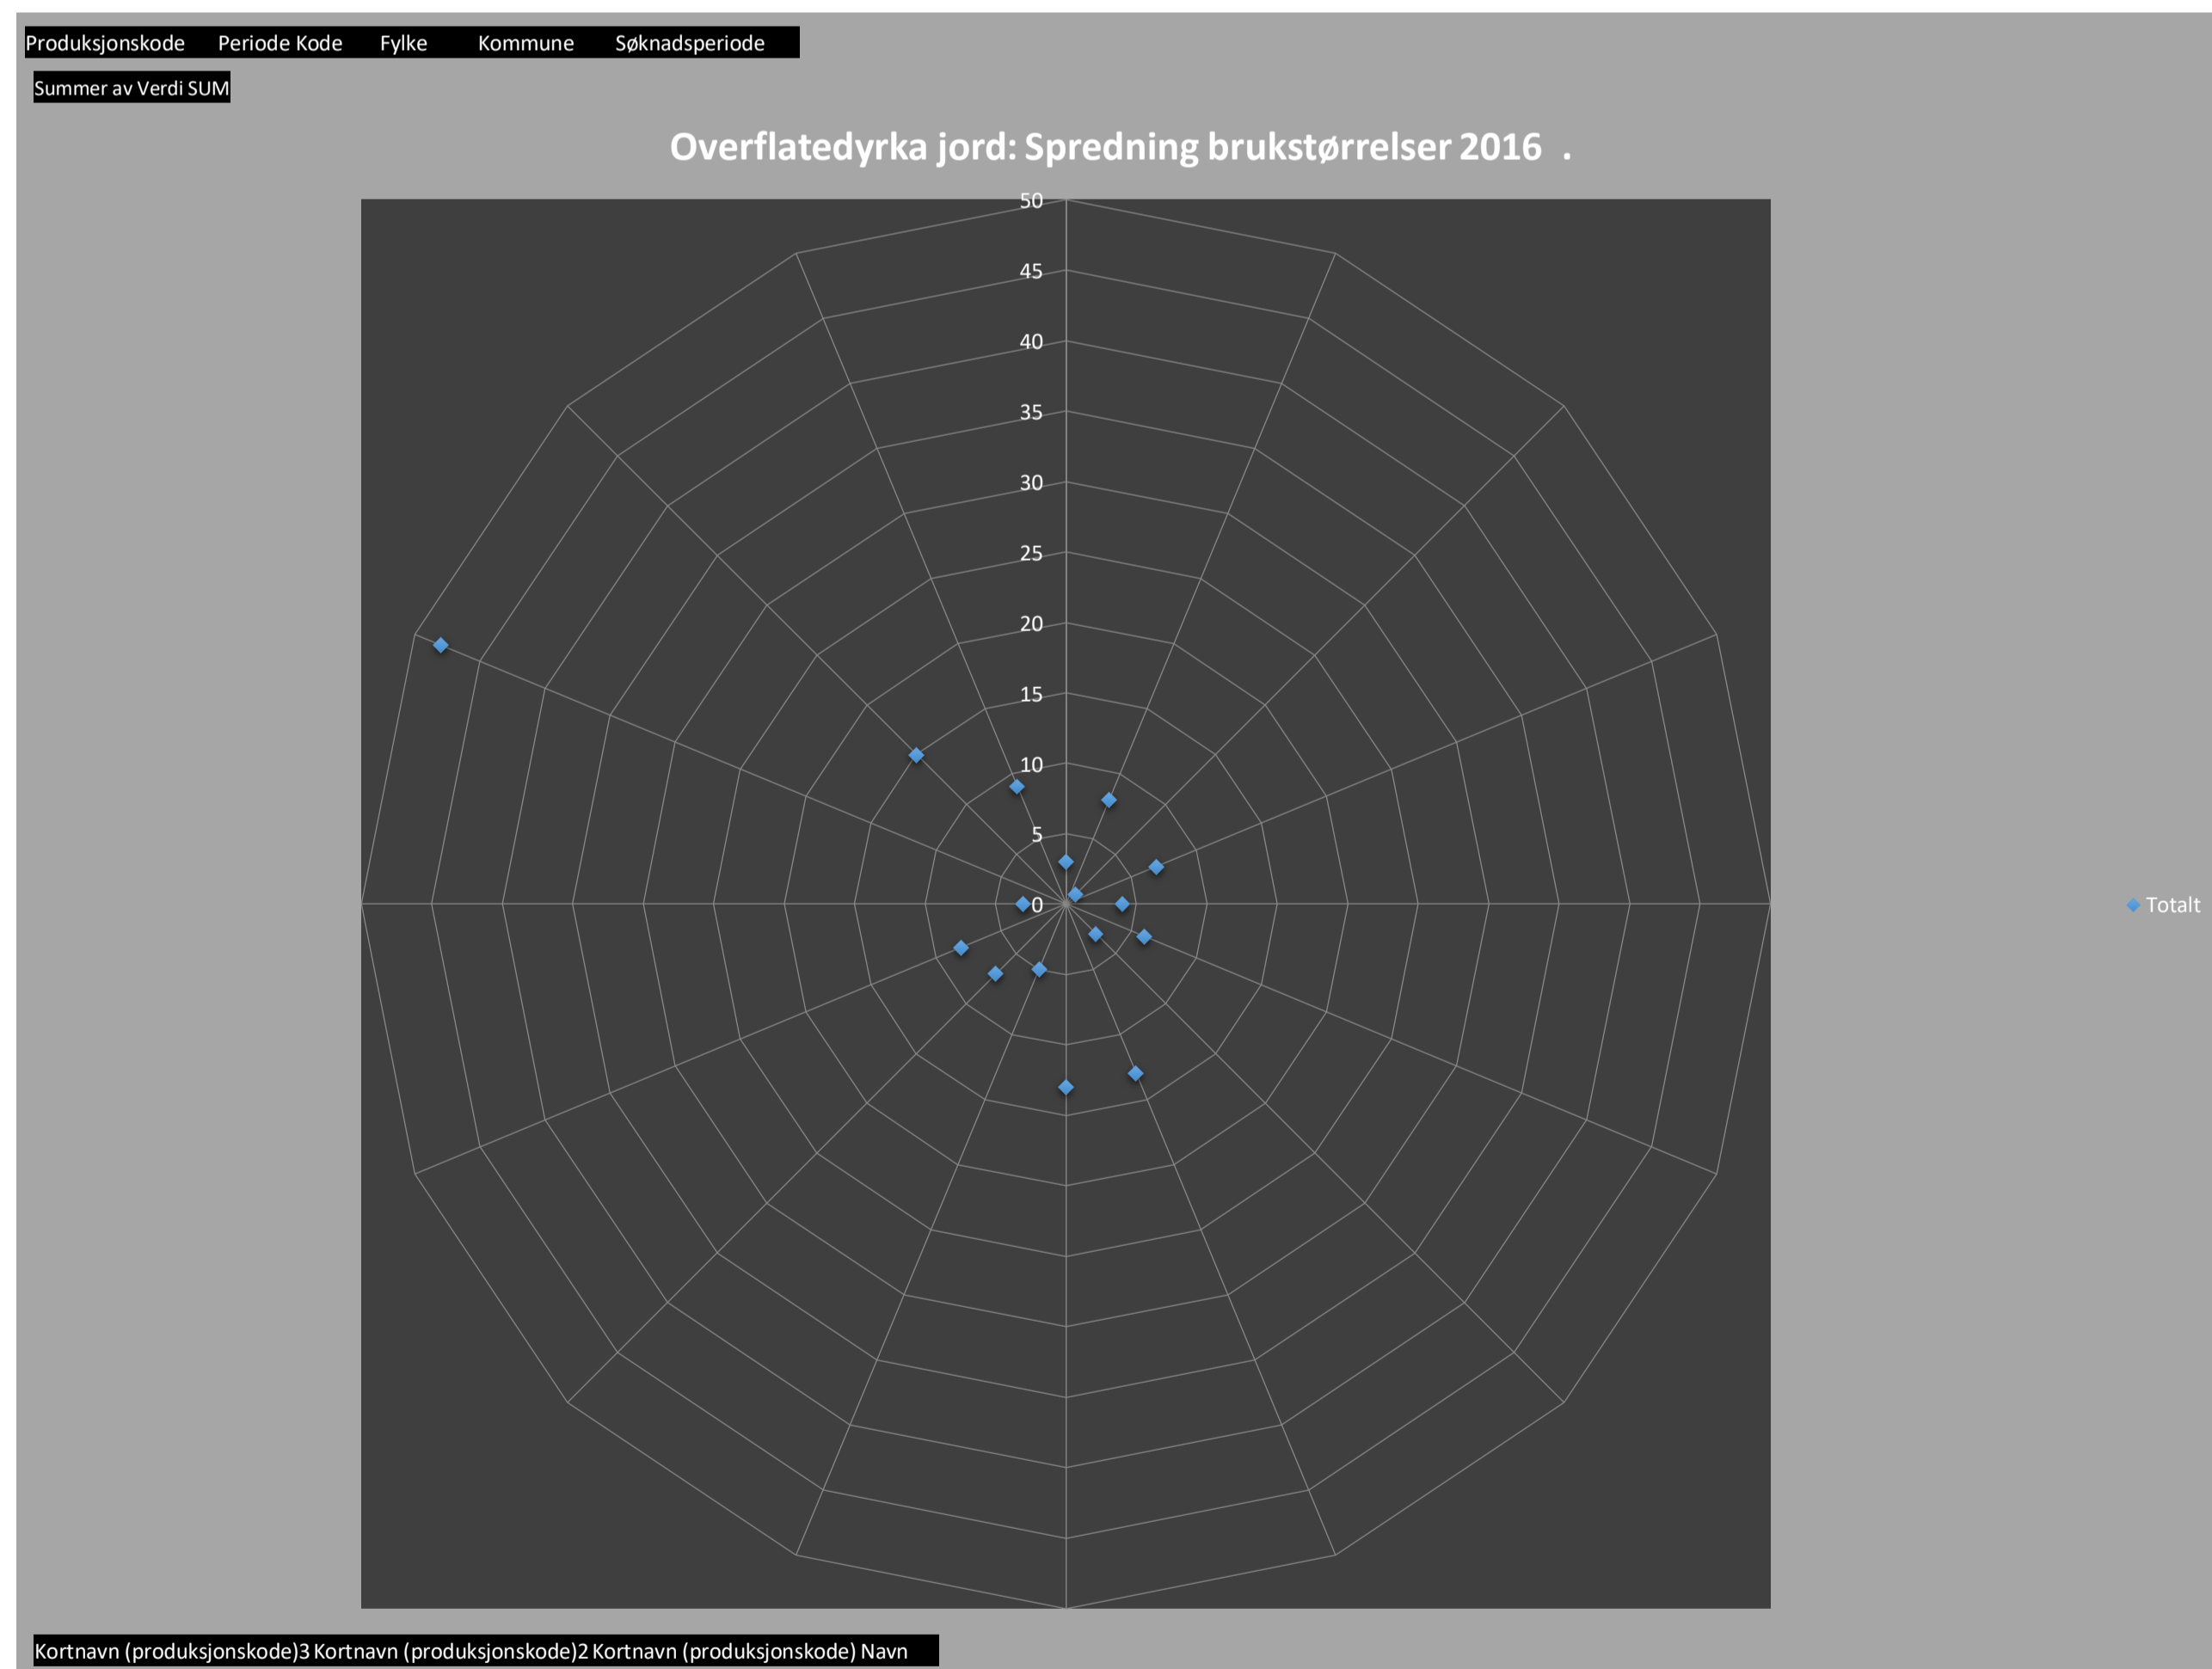 Produksjonskode Periode Kode Fylke Kommune Søknadsperiode
Summer av Verdi SUM
Overflatedyrka jord: Spredning brukstørrelser 2016 .
50
45
40
35
30
25
20
15
10
5
0
Totalt
Kortnavn (produksjonskode)3 Kortnavn (produksjonskode)2 Kortnavn (produksjonskode) Navn